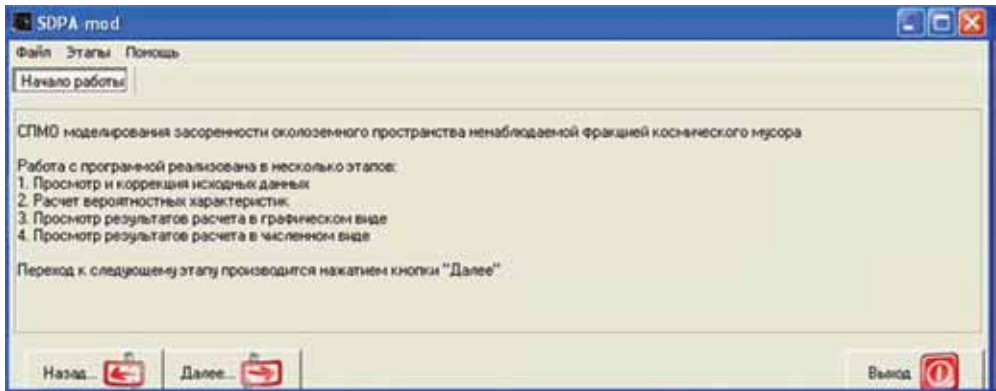 SDPA-mod
Файл Этапы Помощь
Начало работы
СПМО моделирования засоренности околоземного пространства ненаблюдаемой фракцией космического мусора
Работа с программой реализована в несколько этапов:
1. Просмотр и коррекция исходных данных
2. Расчет вероятностных характеристик
3. Просмотр результатов расчета в графическом виде
4. Просмотр результатов расчета в численном виде
Переход к следующему этапу производится нажатием кнопки "Далее"
Назад... Далее... Выход